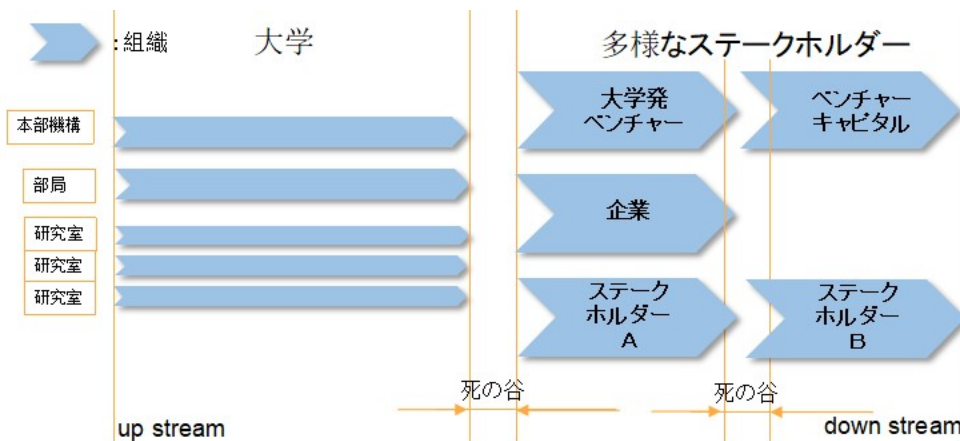 :組織
大学
多様なステークホルダー
本部機構
部局
研究室
研究室
研究室
大学発
ベンチャー
ベンチャー
キャピタル
企業
ステーク
ホルダー
A
ステーク
ホルダー
B
死の谷
死の谷
up stream
down stream